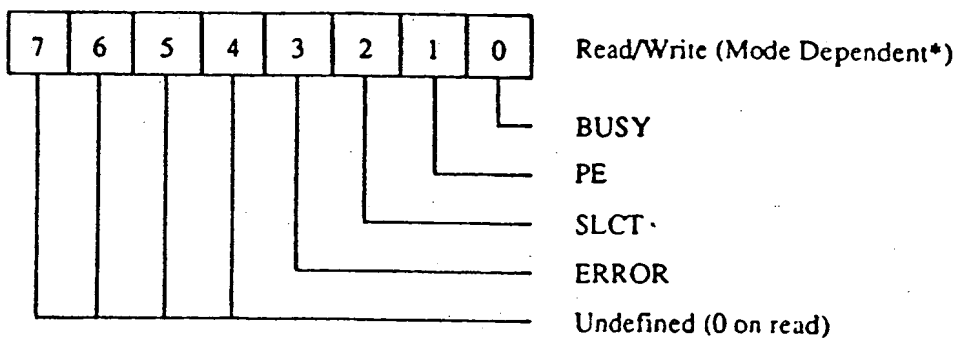 7 6 5 4 3 2 1 0 Read/Write (Mode Dependent*)
BUSY
PE
SLCT
ERROR
Undefined (0 on read)